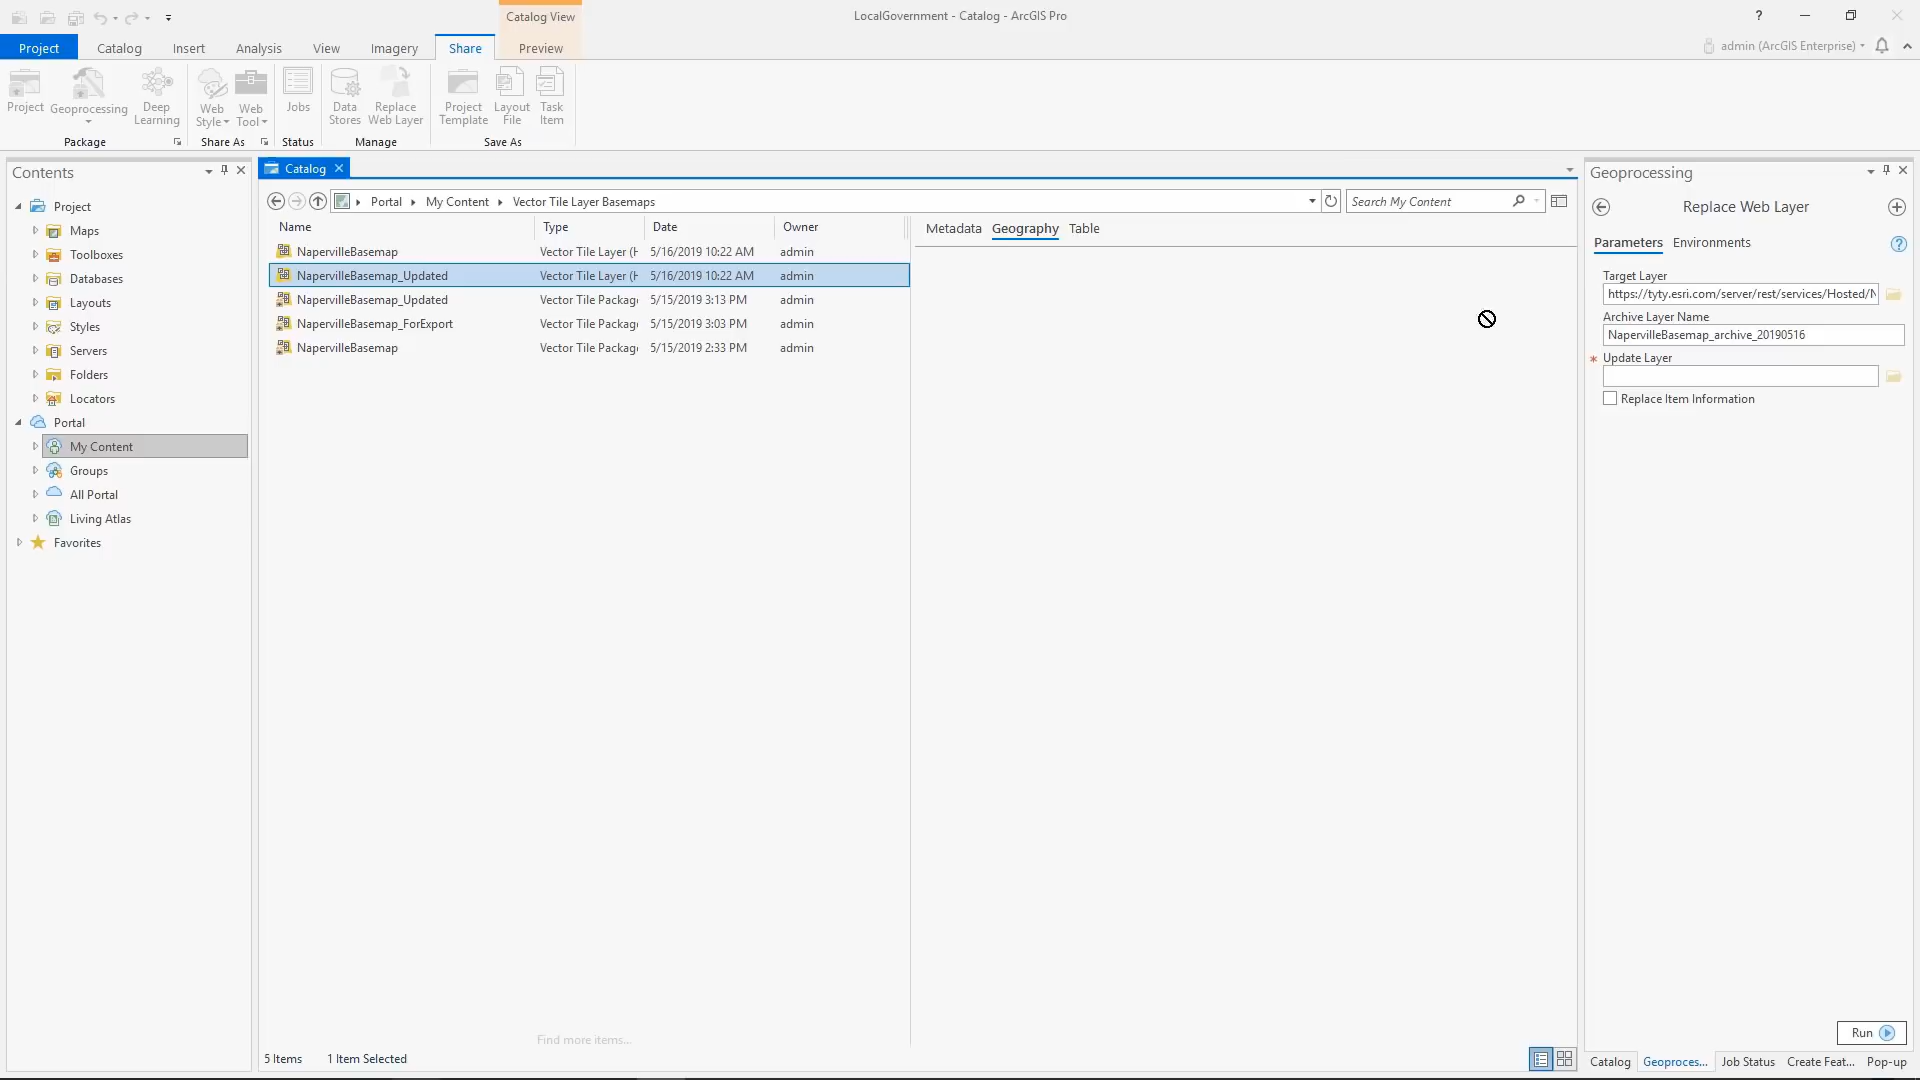 Catalog View
LocalGovernment - Catalog - ArcGIS Pro
?
Project Catalog Insert Analysis View Imagery Share Preview
admin (ArcGIS Enterprise)
Project Geoprocessing Deep Learning Web Style Web Tool Jobs Data Stores Replace Web Layer Project Template Layout File Task Item
Package Share As Status Manage Save As
Contents
Project
Maps
Toolboxes
Databases
Layouts
Styles
Servers
Folders
Locators
Portal
My Content
Groups
All Portal
Living Atlas
Favorites
Catalog
Portal My Content Vector Tile Layer Basemaps
Search My Content
Name Type Date Owner
NapervilleBasemap Vector Tile Layer (H 5/16/2019 10:22 AM admin
NapervilleBasemap_Updated Vector Tile Layer (H 5/16/2019 10:22 AM admin
NapervilleBasemap_Updated Vector Tile Package 5/15/2019 3:13 PM admin
NapervilleBasemap_ForExport Vector Tile Package 5/15/2019 3:03 PM admin
NapervilleBasemap Vector Tile Package 5/15/2019 2:33 PM admin
Find more items...
5 Items 1 Item Selected
Metadata Geography Table
Geoprocessing
Replace Web Layer
Parameters Environments
?
Target Layer
https://tyty.esri.com/server/rest/services/Hosted/N
Archive Layer Name
NapervilleBasemap_archive_20190516
* Update Layer
Replace Item Information
Run
Catalog Geoproces... Job Status Create Feat... Pop-up